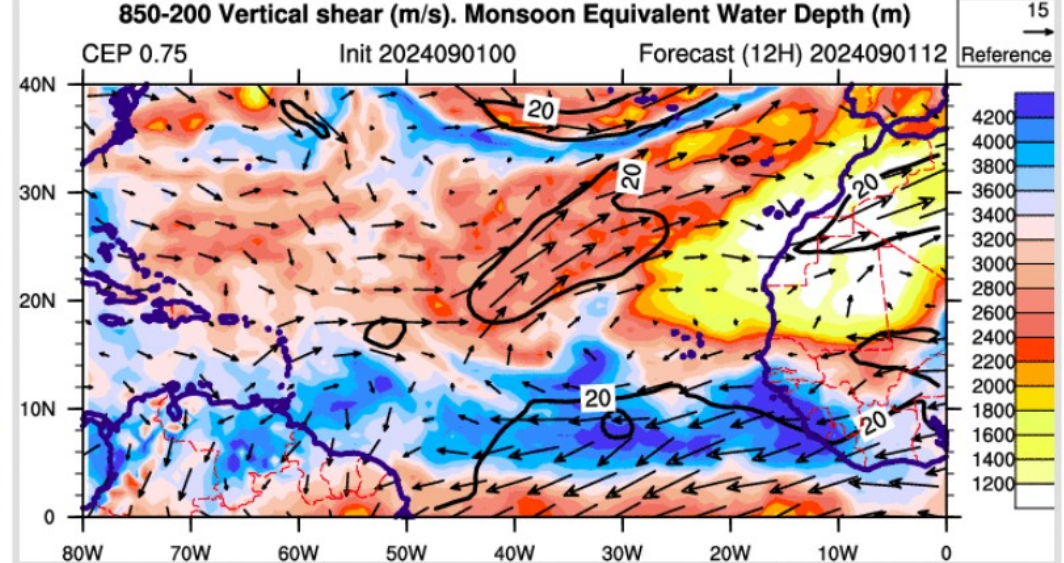 850-200 Vertical shear (m/s). Monsoon Equivalent Water Depth (m)
15
CEP 0.75 Init 2024090100 Forecast (12H) 2024090112
Reference
40N
30N
20N
10N
0
20
20
20
20
20
4200
4000
3800
3600
3400
3200
3000
2800
2600
2400
2200
2000
1800
1600
1400
1200
80W 70W 60W 50W 40W 30W 20W 10W 0